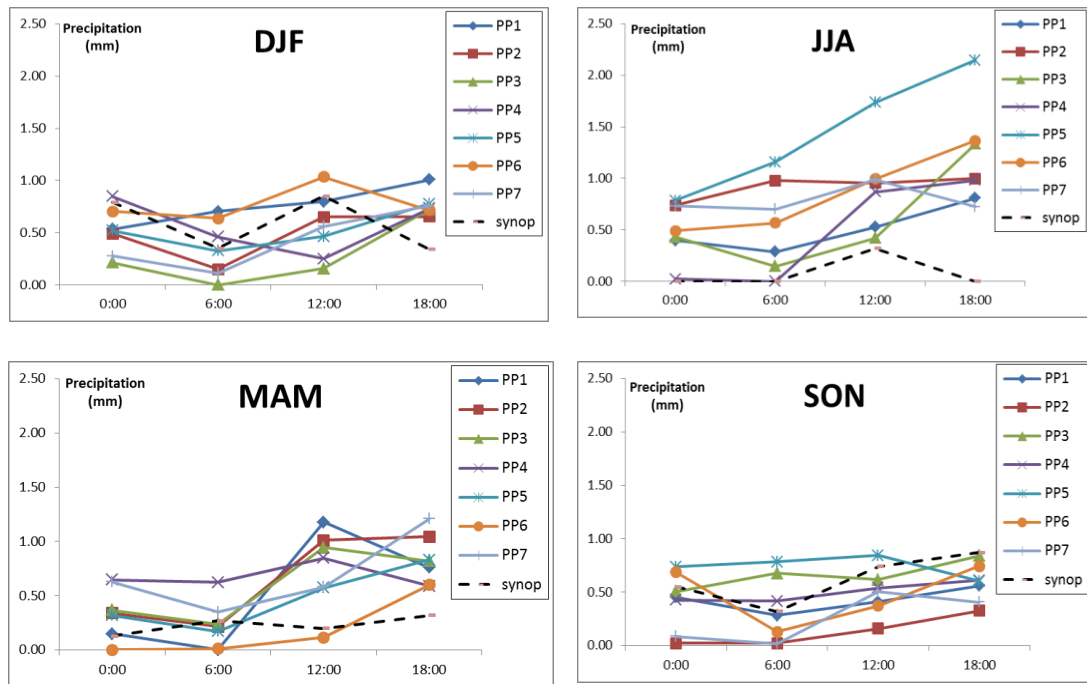 2.50
2.00
1.50
1.00
0.50
0.00
Precipitation
(mm)
DJF
0:00
6:00
12:00
18:00
PP1
PP2
PP3
PP4
PP5
PP6
PP7
synop
2.50
2.00
1.50
1.00
0.50
0.00
Precipitation
(mm)
JJA
0:00
6:00
12:00
18:00
PP1
PP2
PP3
PP4
PP5
PP6
PP7
synop
2.50
2.00
1.50
1.00
0.50
0.00
Precipitation
(mm)
MAM
0:00
6:00
12:00
18:00
PP1
PP2
PP3
PP4
PP5
PP6
PP7
synop
2.50
2.00
1.50
1.00
0.50
0.00
Precipitation
(mm)
SON
0:00
6:00
12:00
18:00
PP1
PP2
PP3
PP4
PP5
PP6
PP7
synop